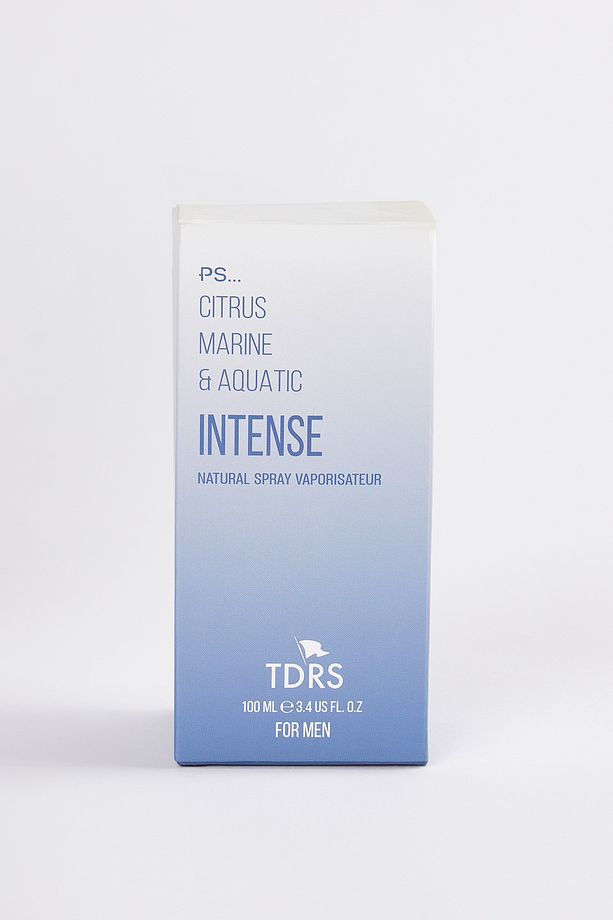 PS...
CITRUS
MARINE
& AQUATIC
INTENSE
NATURAL SPRAY VAPORISATEUR
TDRS
100 ML ℮ 3.4 US FL. O.Z
FOR MEN